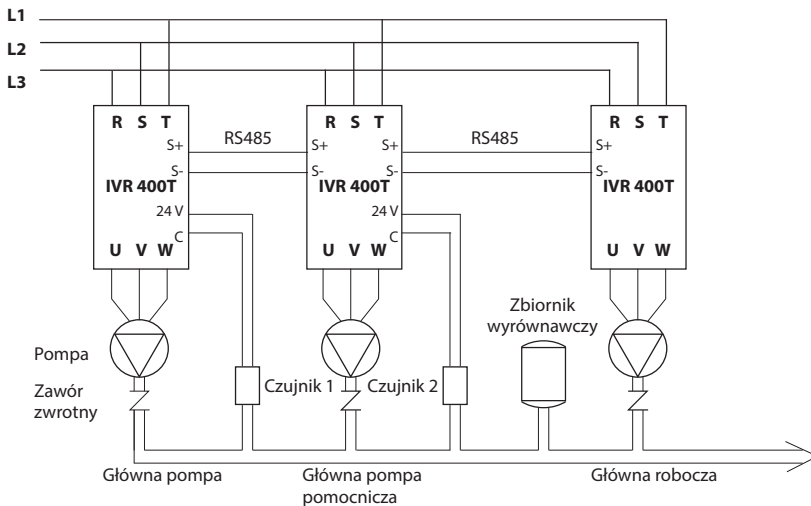 L1
L2
L3
R S T
R S T
R S T
S+
RS485
S+
S+
RS485
S+
S-
S-
S-
S-
IVR 400T
IVR 400T
IVR 400T
24 V
24 V
C
C
U V W
U V W
U V W
Zbiornik
wyrównawczy
Pompa
Czujnik 1
Czujnik 2
Zawór
zwrotny
Główna pompa
Główna pompa
pomocnicza
Główna robocza